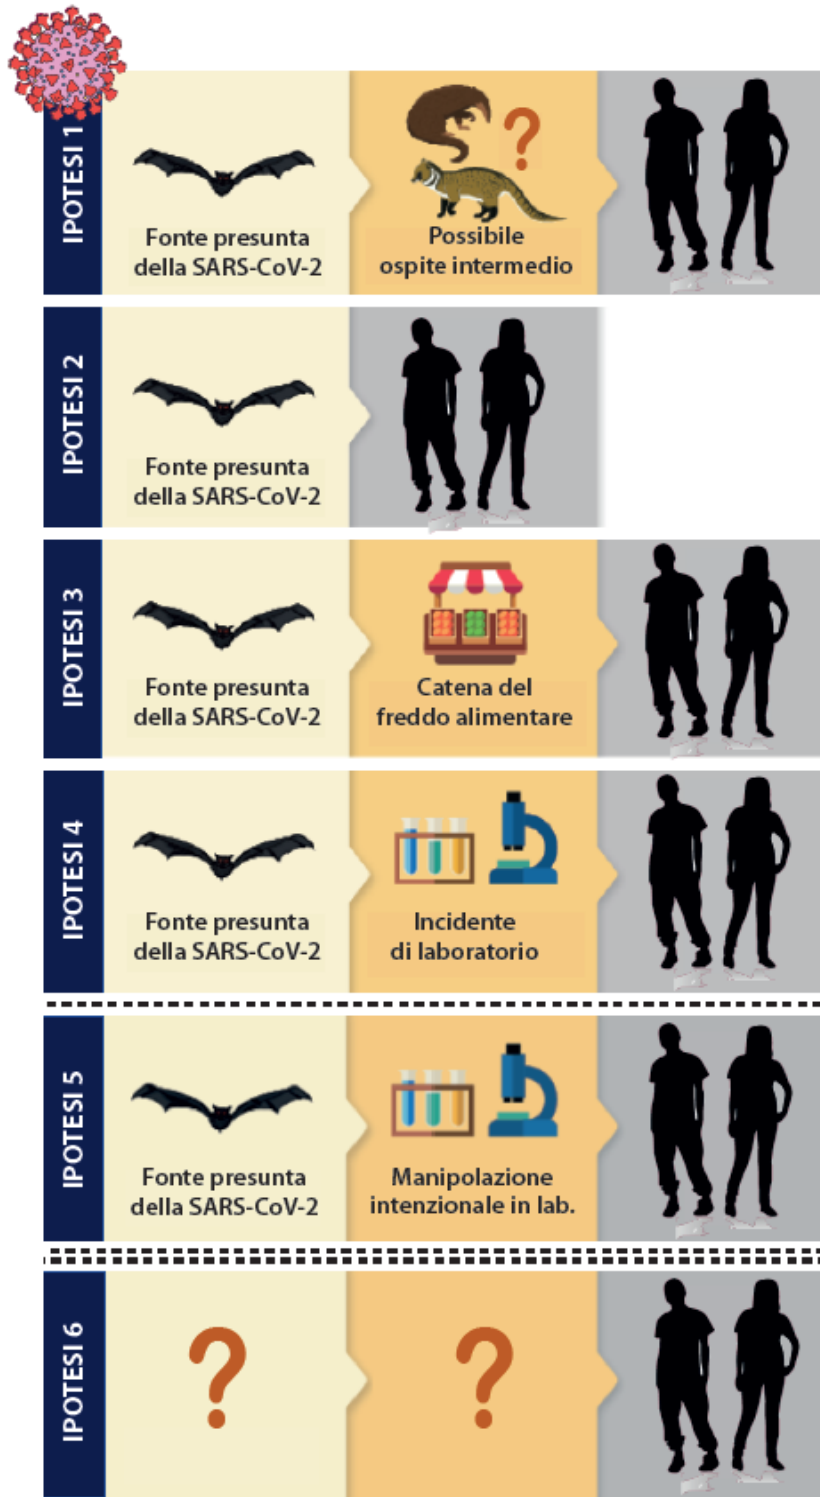 IPOTESI 1
Fonte presunta
della SARS-CoV-2
?
Possibile
ospite intermedio
IPOTESI 2
Fonte presunta
della SARS-CoV-2
IPOTESI 3
Fonte presunta
della SARS-CoV-2
Catena del
freddo alimentare
IPOTESI 4
Fonte presunta
della SARS-CoV-2
Incidente
di laboratorio
IPOTESI 5
Fonte presunta
della SARS-CoV-2
Manipolazione
intenzionale in lab.
IPOTESI 6
?
?